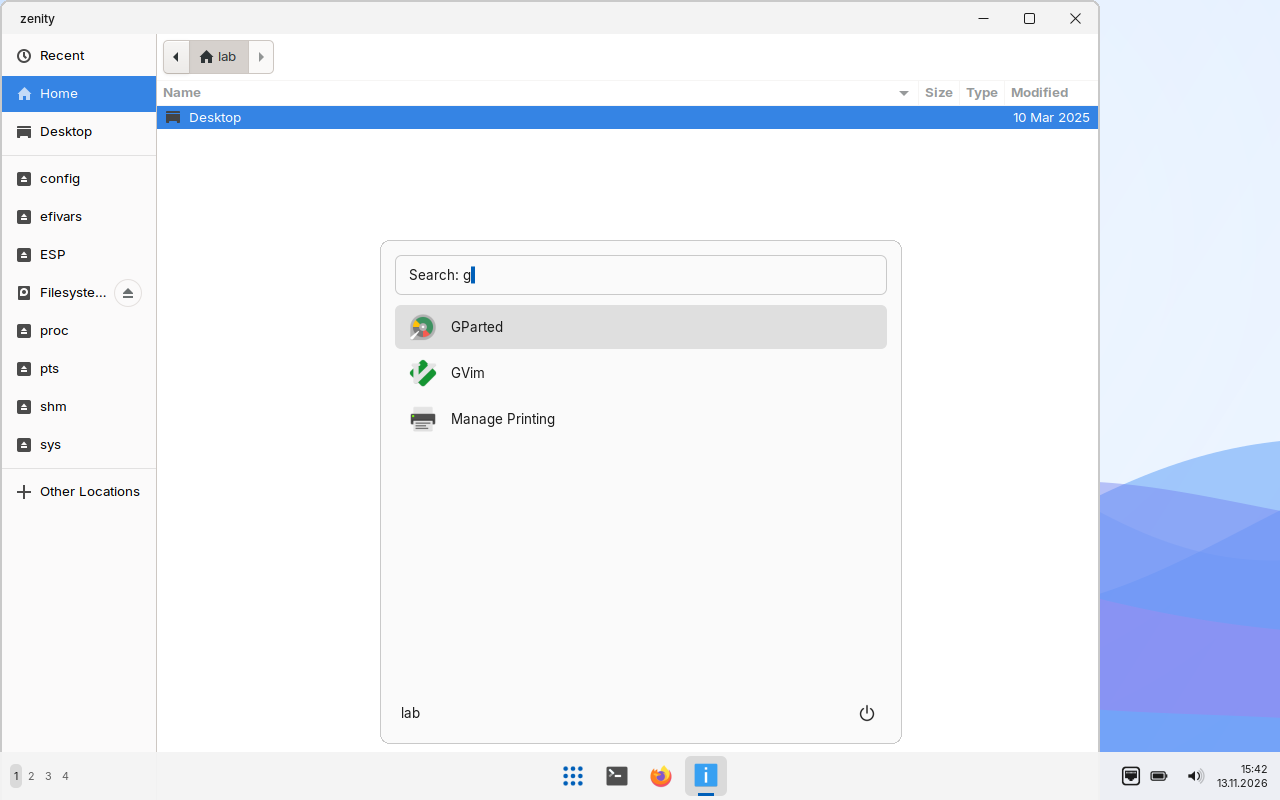 zenity
Recent
Home
Desktop
config
efivars
ESP
Filesyste...
proc
pts
shm
sys
Other Locations
lab
Name Size Type Modified
Desktop 10 Mar 2025
Search: g
GParted
GVim
Manage Printing
lab
1 2 3 4
15:42
13.11.2026